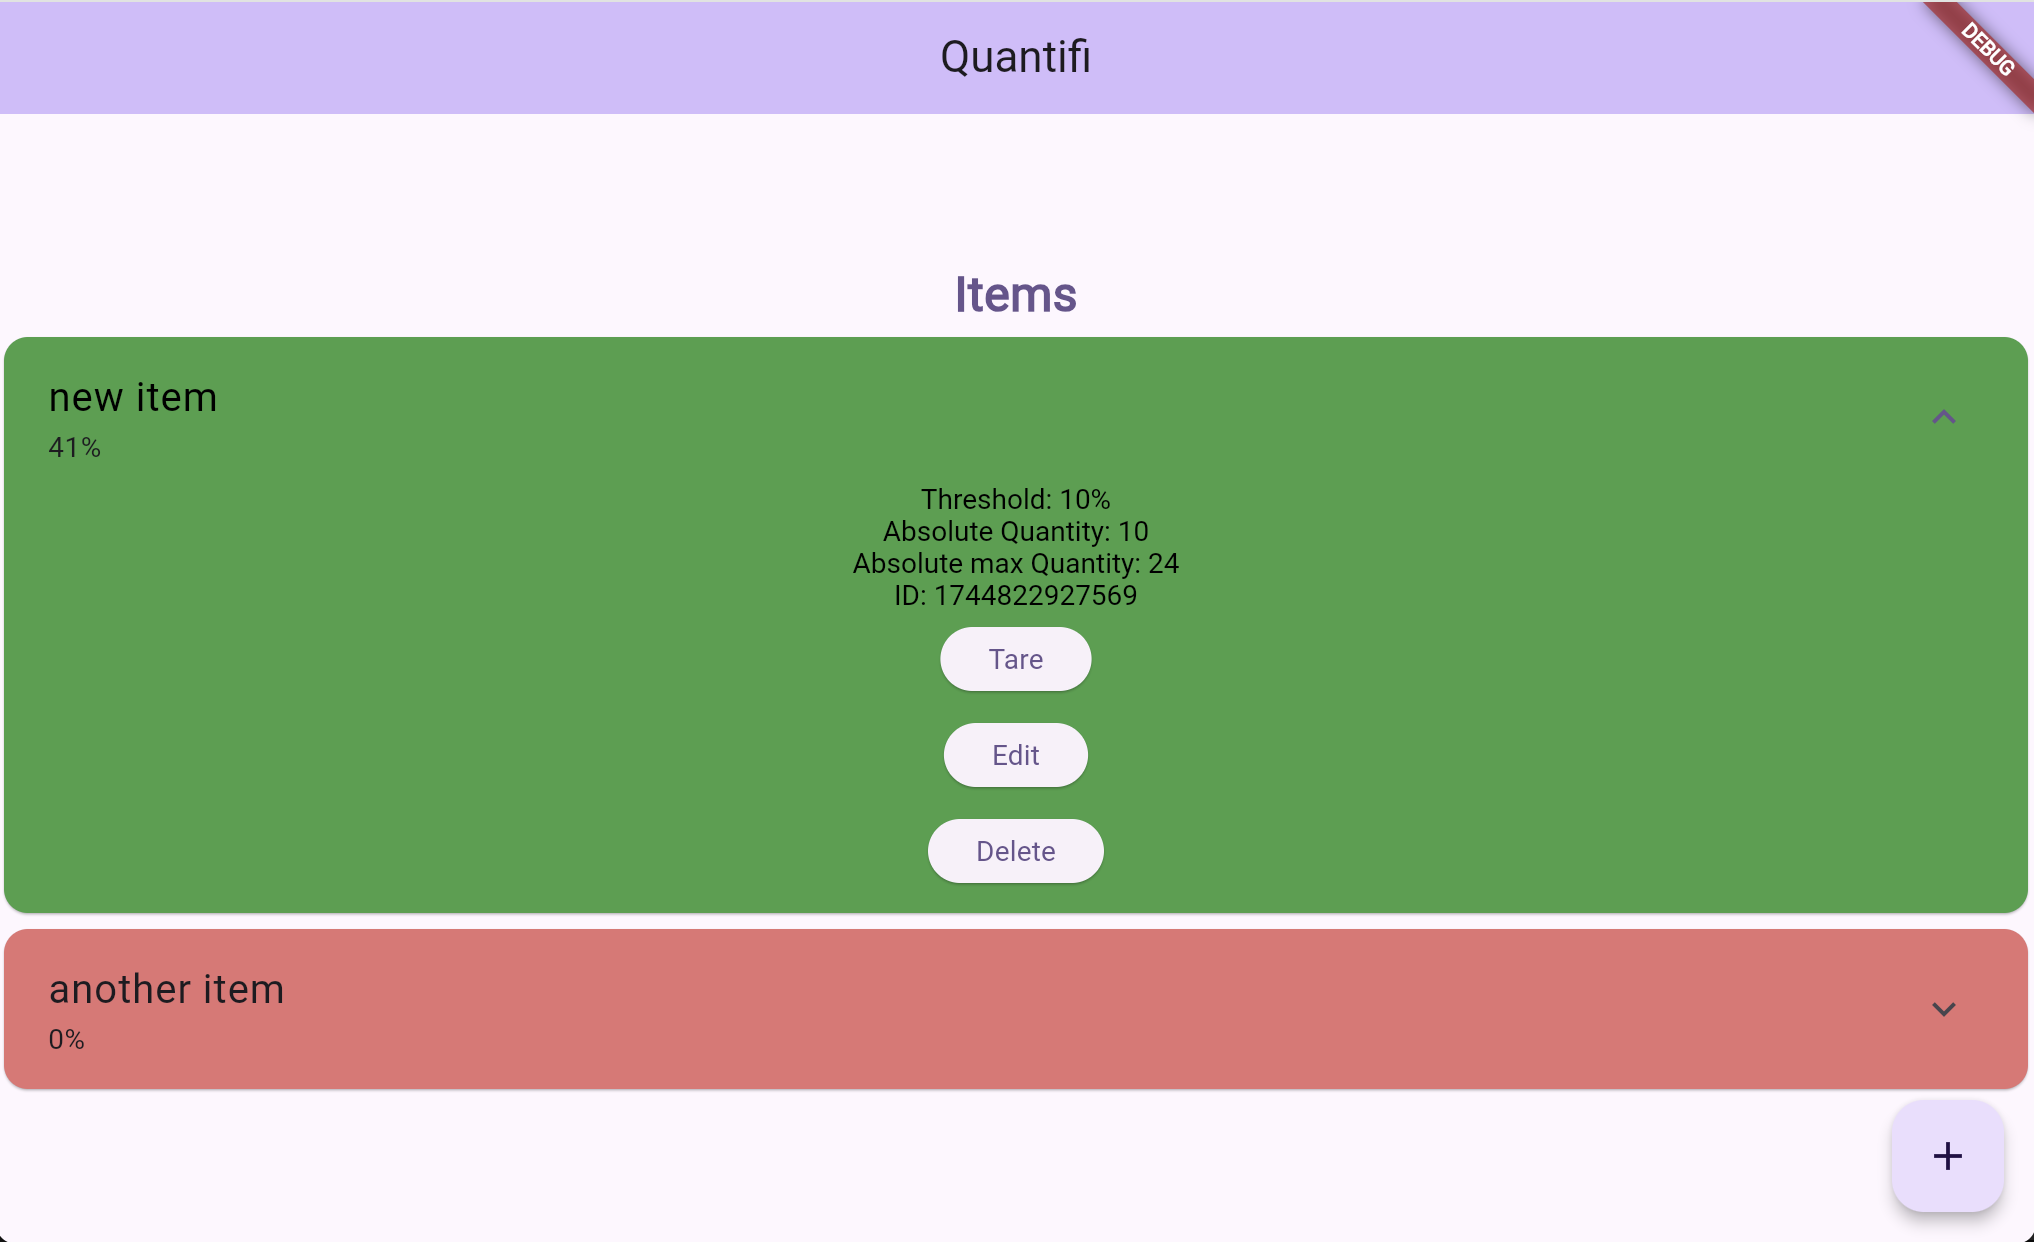 Quantifi
DEBUG
Items
new item
41%
Threshold: 10%
Absolute Quantity: 10
Absolute max Quantity: 24
ID: 1744822927569
Tare
Edit
Delete
another item
0%
+